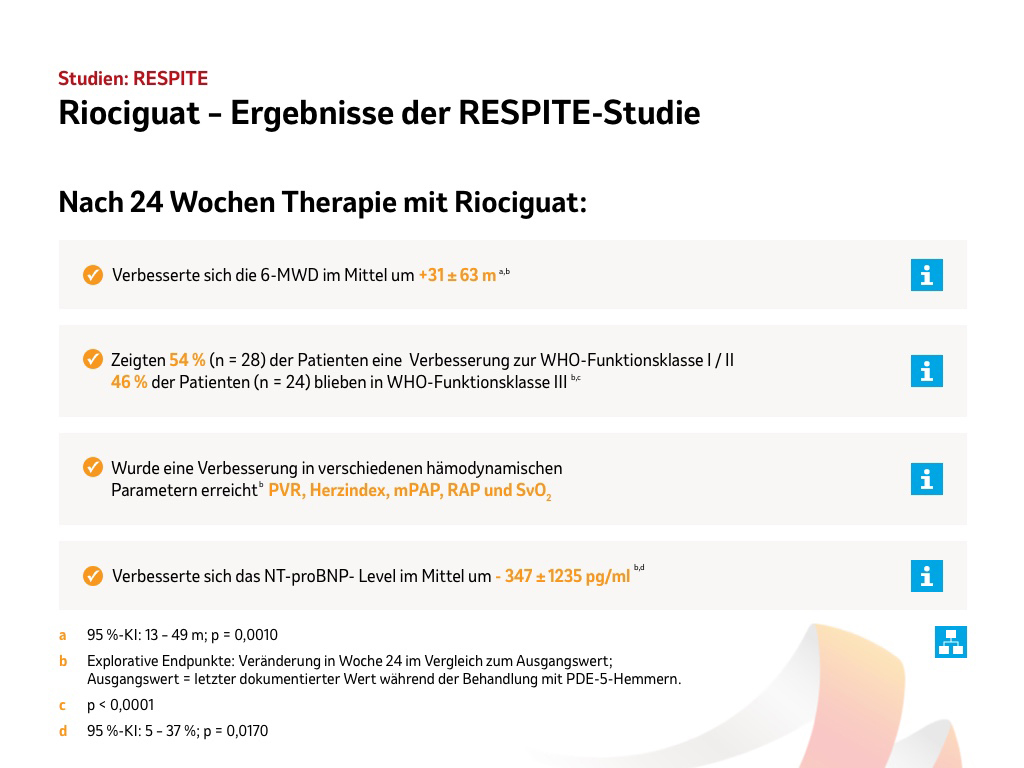 Studien: RESPITE
Riociguat – Ergebnisse der RESPITE-Studie
Nach 24 Wochen Therapie mit Riociguat:
Verbesserte sich die 6-MWD im Mittel um +31 ± 63 m a,b
Zeigten 54 % (n = 28) der Patienten eine Verbesserung zur WHO-Funktionsklasse I / II
46 % der Patienten (n = 24) blieben in WHO-Funktionsklasse III b,c
Wurde eine Verbesserung in verschiedenen hämodynamischen
Parametern erreicht b PVR, Herzindex, mPAP, RAP und SvO2
Verbesserte sich das NT-proBNP- Level im Mittel um - 347 ± 1235 pg/ml b,d
a 95 %-KI: 13 – 49 m; p = 0,0010
b Explorative Endpunkte: Veränderung in Woche 24 im Vergleich zum Ausgangswert;
Ausgangswert = letzter dokumentierter Wert während der Behandlung mit PDE-5-Hemmern.
c p < 0,0001
d 95 %-KI: 5 – 37 %; p = 0,0170